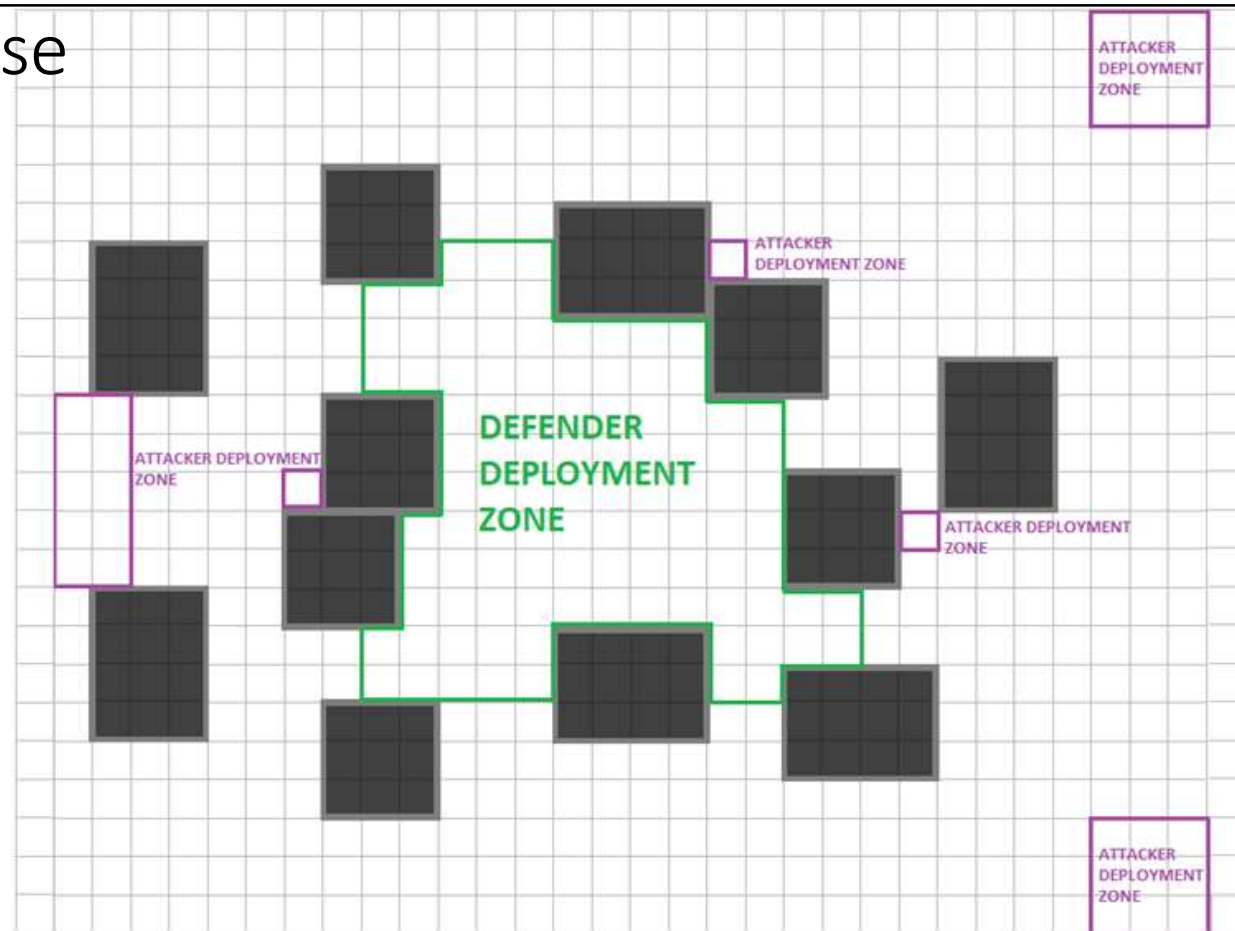 se
ATTACKER
DEPLOYMENT
ZONE
ATTACKER
DEPLOYMENT ZONE
DEFENDER
DEPLOYMENT
ZONE
ATTACKER DEPLOYMENT
ZONE
ATTACKER DEPLOYMENT
ZONE
ATTACKER
DEPLOYMENT
ZONE